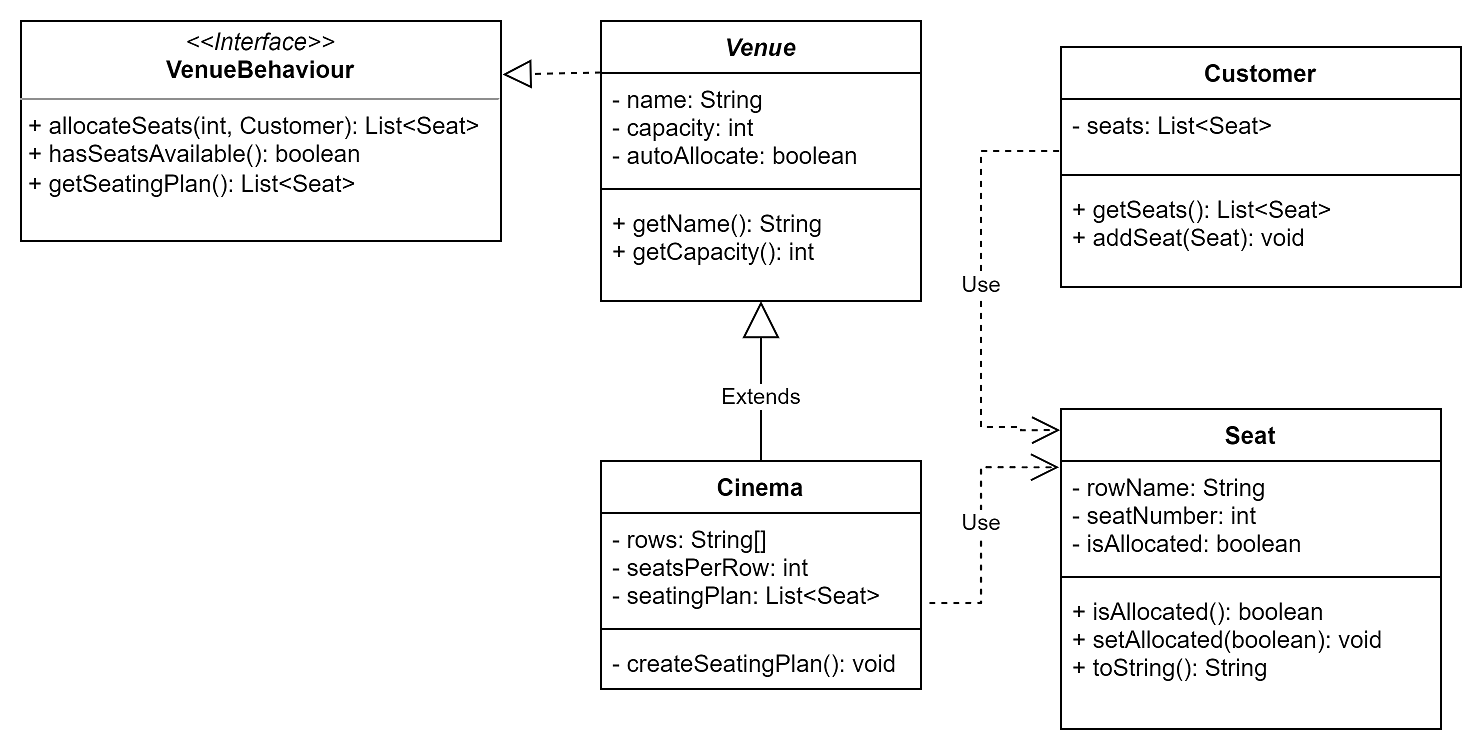 <<Interface>>
VenueBehaviour
+ allocateSeats(int, Customer): List<Seat>
+ hasSeatsAvailable(): boolean
+ getSeatingPlan(): List<Seat>
Venue
- name: String
- capacity: int
- autoAllocate: boolean
+ getName(): String
+ getCapacity(): int
Customer
- seats: List<Seat>
+ getSeats(): List<Seat>
+ addSeat(Seat): void
Use
Extends
Cinema
- rows: String[]
- seatsPerRow: int
- seatingPlan: List<Seat>
- createSeatingPlan(): void
Use
Seat
- rowName: String
- seatNumber: int
- isAllocated: boolean
+ isAllocated(): boolean
+ setAllocated(boolean): void
+ toString(): String